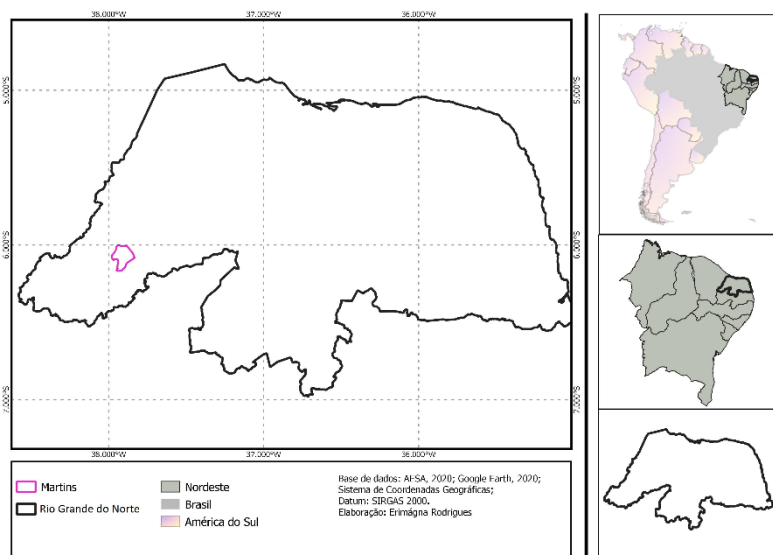 38.000°W 37.000°W 36.000°W
5.000°S 5.000°S
6.000°S 6.000°S
7.000°S 7.000°S
38.000°W 37.000°W 36.000°W
Martins
Rio Grande do Norte
Nordeste
Brasil
América do Sul
Base de dados: AESA, 2020; Google Earth, 2020;
Sistema de Coordenadas Geográficas;
Datum: SIRGAS 2000.
Elaboração: Erimágna Rodrigues